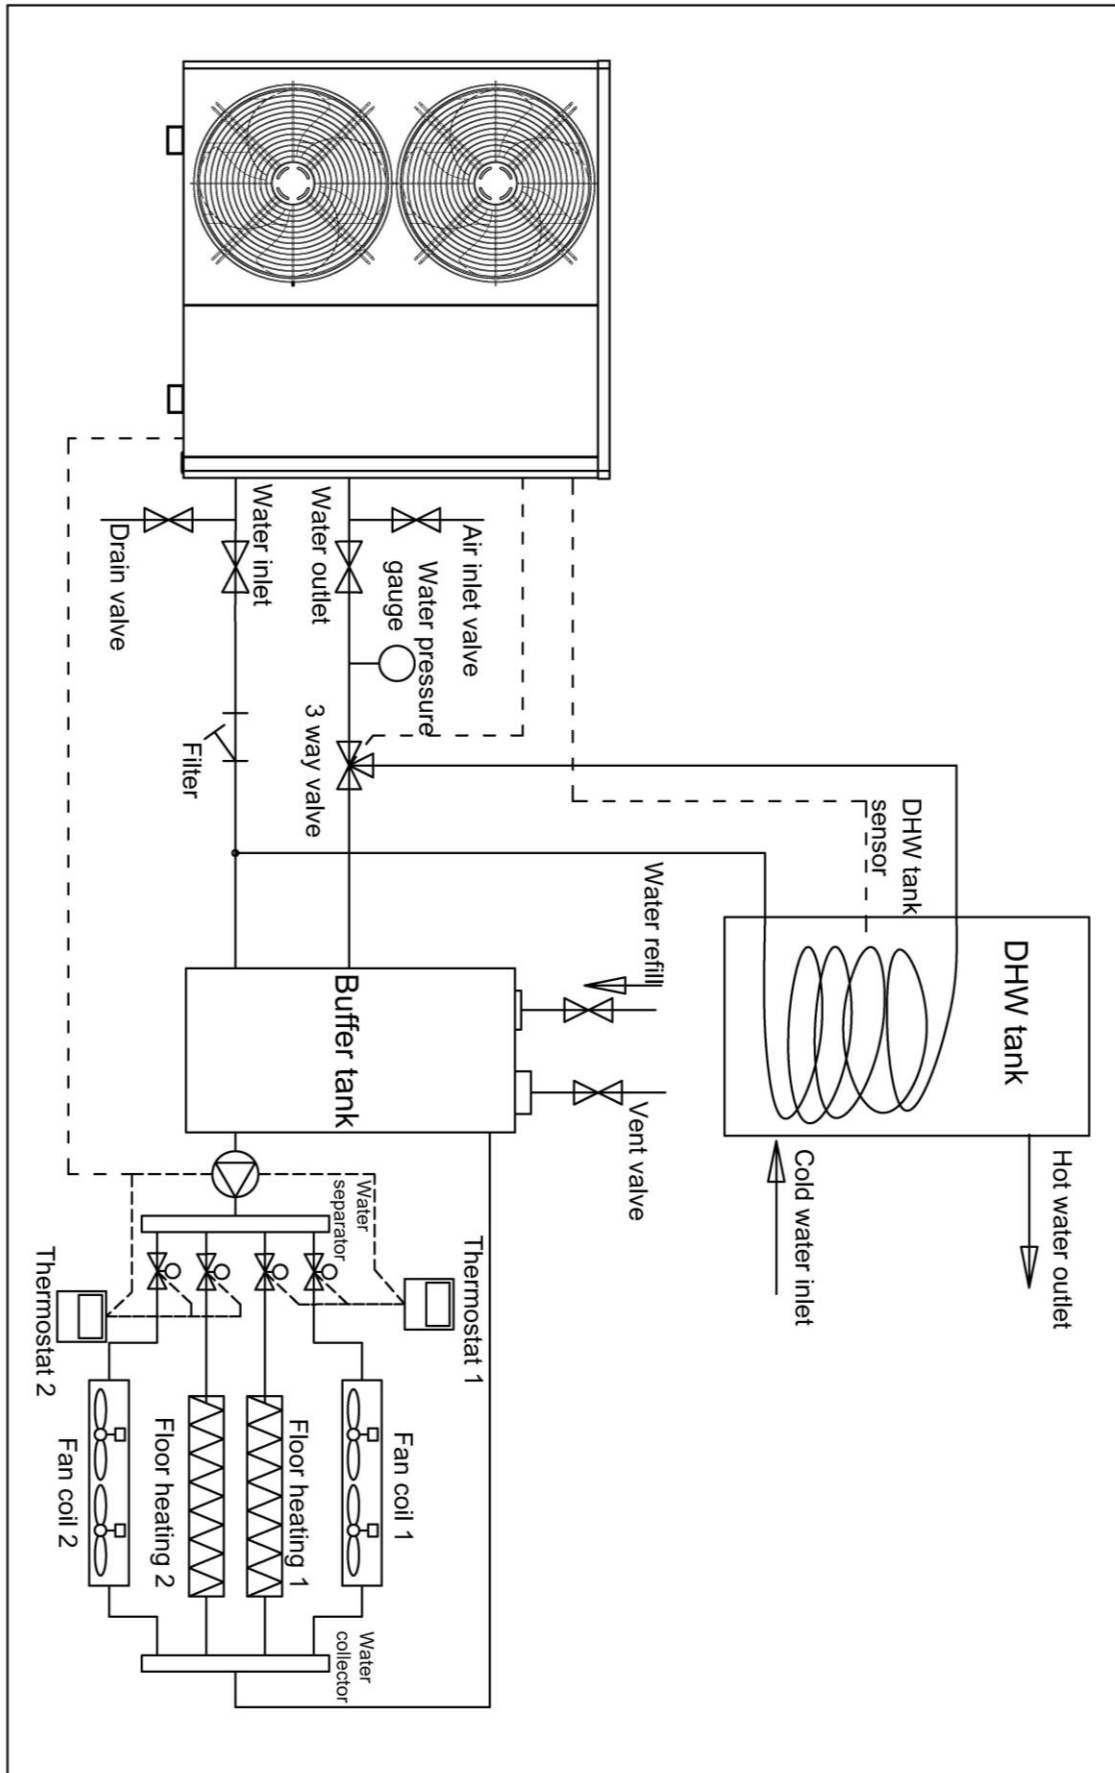 DHW tank
Hot water outlet
DHW tank
sensor
Cold water inlet
Water refill
Vent valve
Air inlet valve
Water pressure
gauge
Water outlet
3 way valve
Buffer tank
Water inlet
Filter
Drain valve
Water
separator
Thermostat 1
Thermostat 2
Fan coil 1
Floor heating 1
Floor heating 2
Fan coil 2
Water
collector